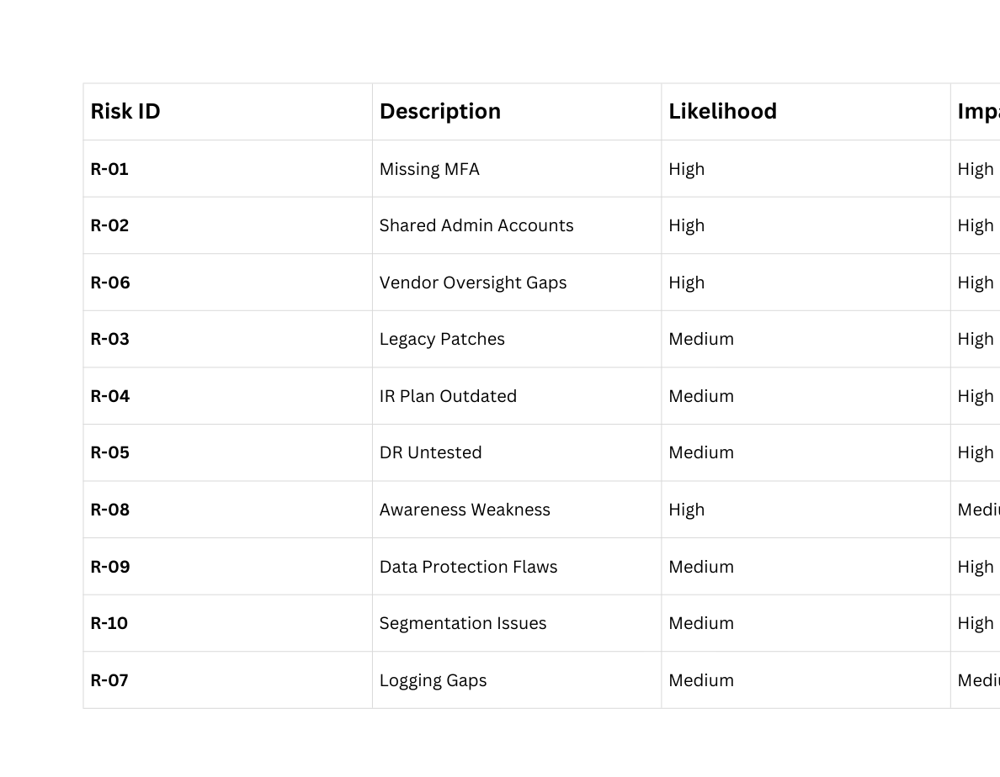 Risk ID Description Likelihood Impa
R-01 Missing MFA High High
R-02 Shared Admin Accounts High High
R-06 Vendor Oversight Gaps High High
R-03 Legacy Patches Medium High
R-04 IR Plan Outdated Medium High
R-05 DR Untested Medium High
R-08 Awareness Weakness High Medi
R-09 Data Protection Flaws Medium High
R-10 Segmentation Issues Medium High
R-07 Logging Gaps Medium Medi